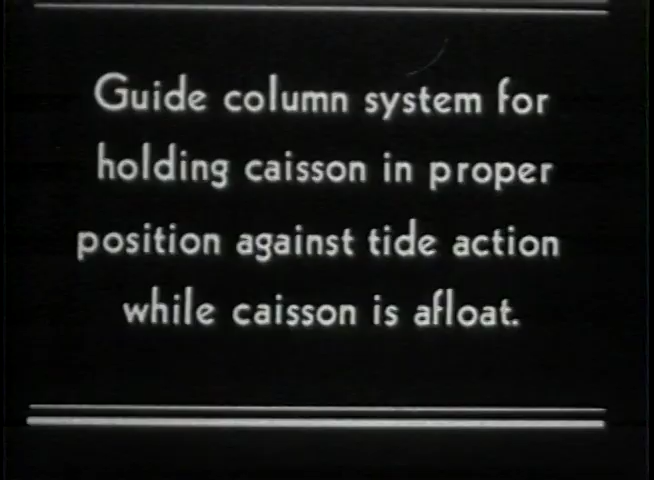 Guide column system for
holding caisson in proper
position against tide action
while caisson is afloat.